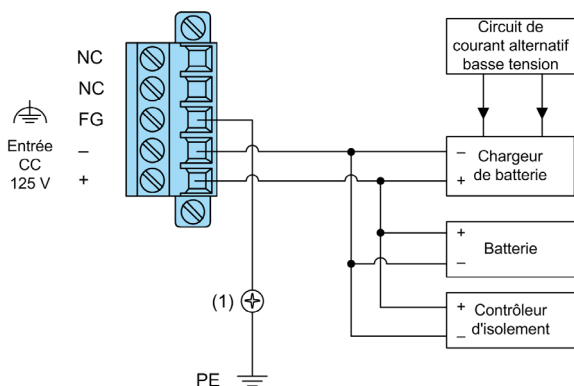 NC
NC
FG
–
+
Entrée
CC
125 V
Circuit de
courant alternatif
basse tension
–
+
Chargeur
de batterie
+
–
Batterie
+
–
Contrôleur
d'isolement
(1)
PE